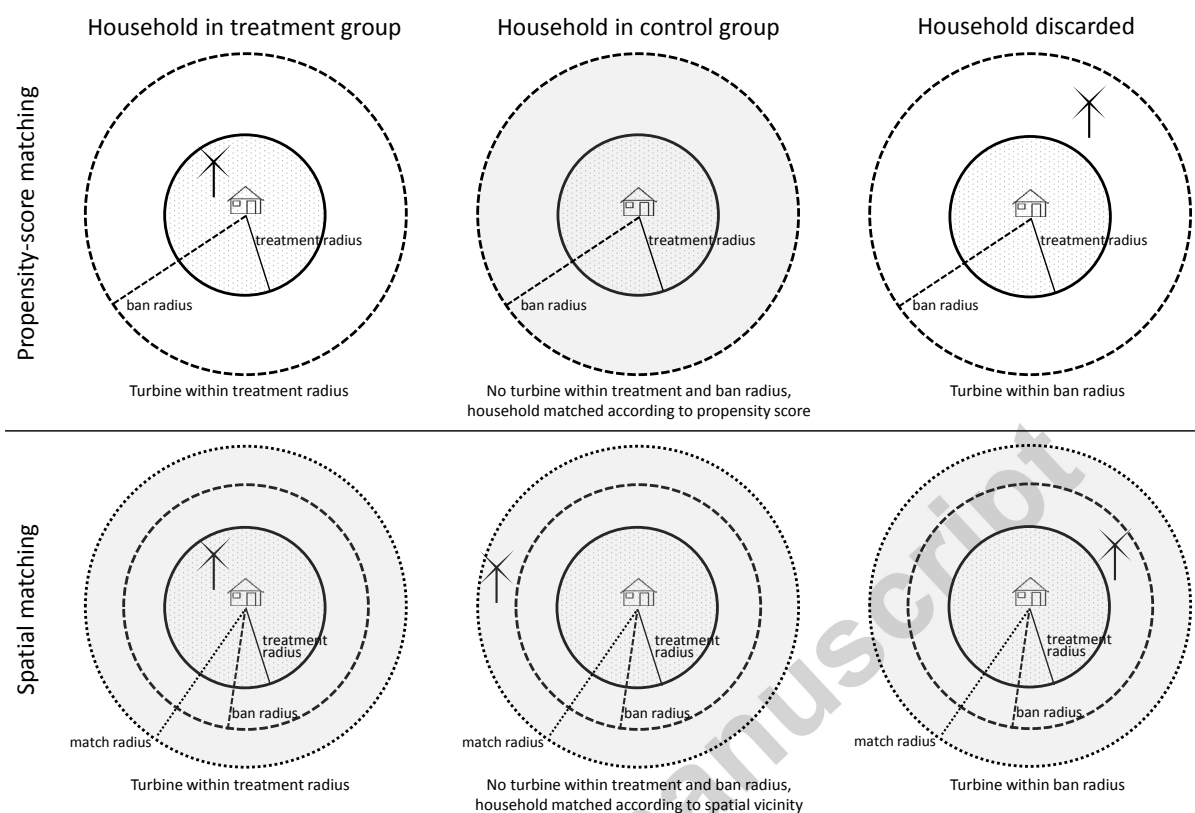 Household in treatment group
Household in control group
Household discarded
Propensity-score matching
treatment radius
ban radius
Turbine within treatment radius
treatment radius
ban radius
No turbine within treatment and ban radius,
household matched according to propensity score
treatment radius
ban radius
Turbine within ban radius
Spatial matching
treatment
radius
ban radius
match radius
Turbine within treatment radius
treatment
radius
ban radius
match radius
No turbine within treatment and ban radius,
household matched according to spatial vicinity
treatment
radius
ban radius
match radius
Turbine within ban radius
anuscript